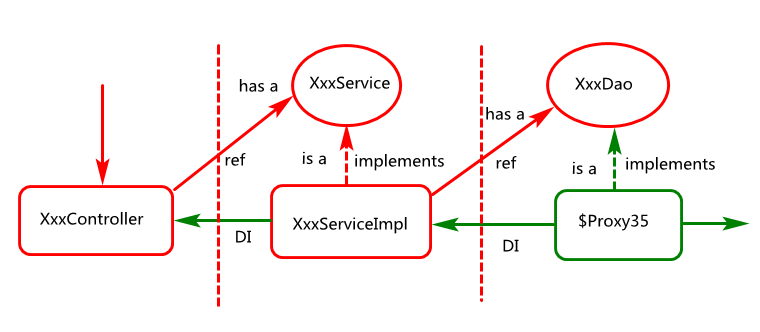 XxxService
XxxDao
has a
has a
ref
ref
is a
implements
is a
implements
XxxController
XxxServiceImpl
$Proxy35
DI
DI